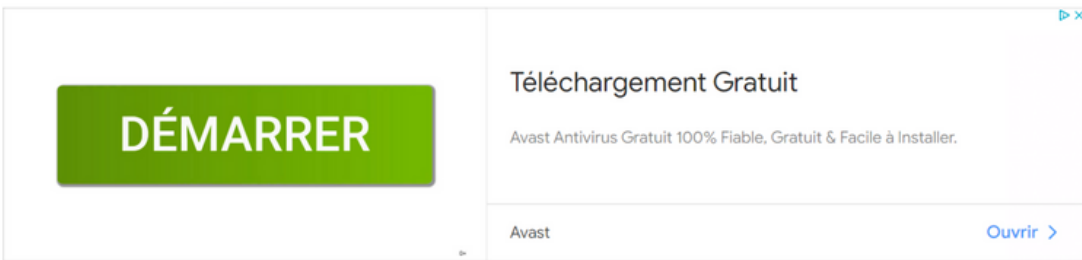 DÉMARRER
Téléchargement Gratuit
Avast Antivirus Gratuit 100% Fiable, Gratuit & Facile à Installer.
Avast
Ouvrir